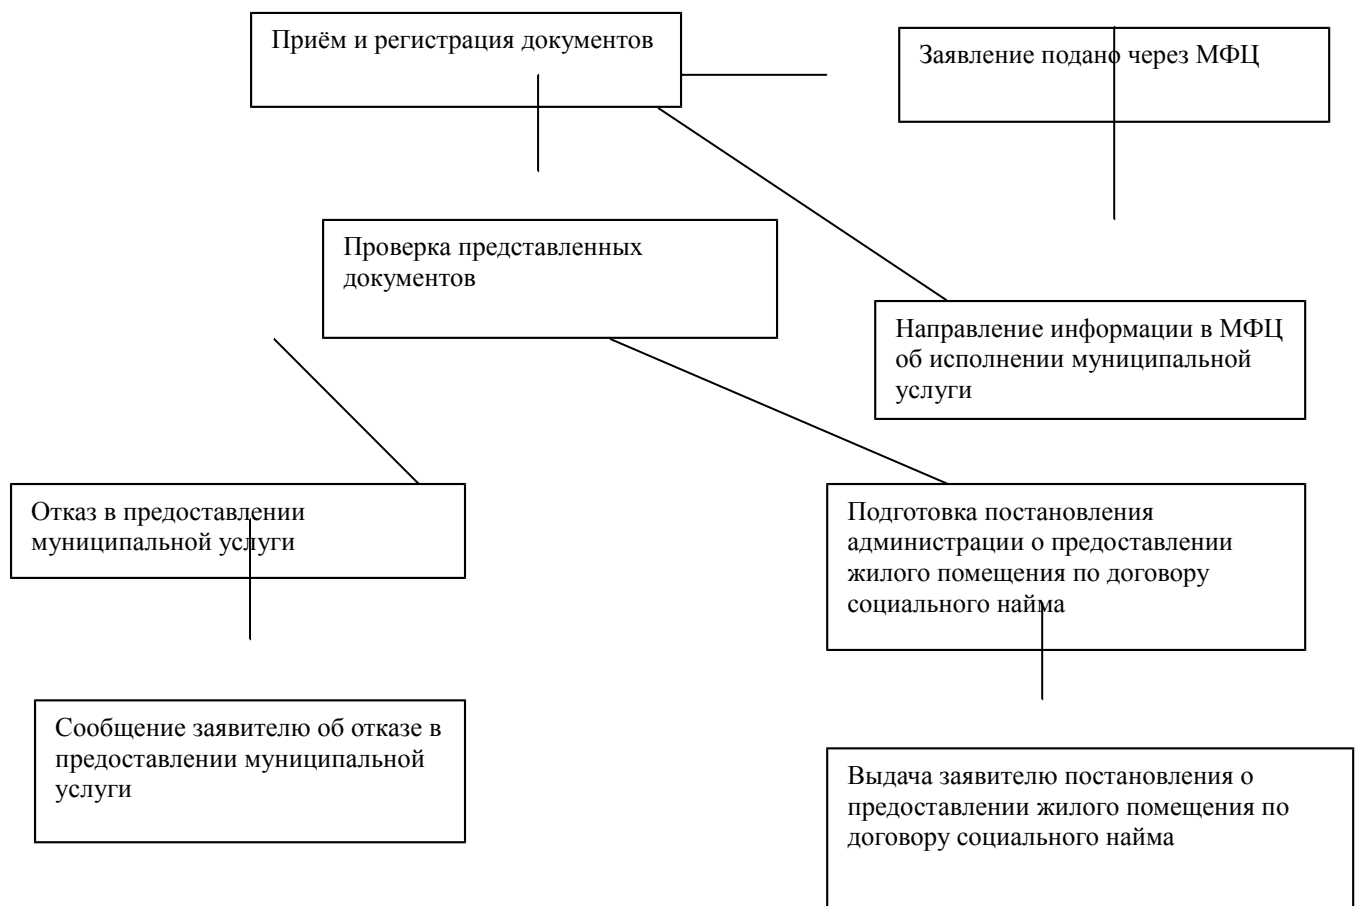 Приём и регистрация документов
Заявление подано через МФЦ
Проверка представленных
документов
Направление информации в МФЦ
об исполнении муниципальной
услуги
Отказ в предоставлении
муниципальной услуги
Подготовка постановления
администрации о предоставлении
жилого помещения по договору
социального найма
Сообщение заявителю об отказе в
предоставлении муниципальной
услуги
Выдача заявителю постановления о
предоставлении жилого помещения по
договору социального найма